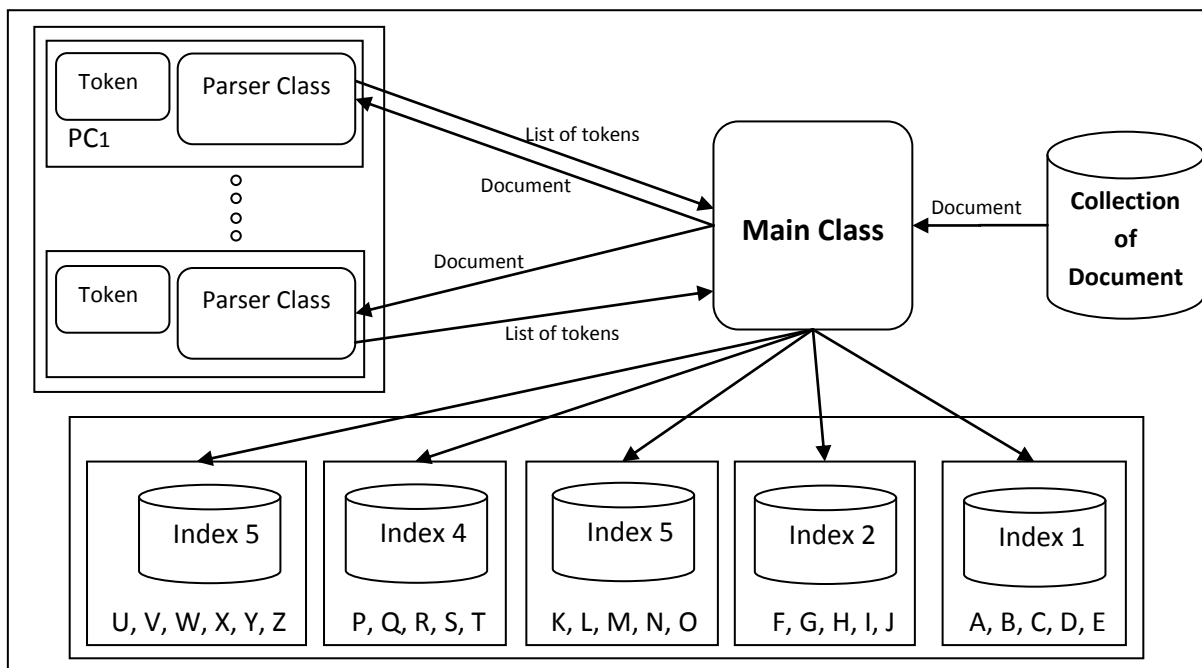 Token
Parser Class
PC1
List of tokens
Document
Main Class
Document
Collection
of
Document
Document
Token
Parser Class
List of tokens
Index 5
Index 4
Index 5
Index 2
Index 1
U, V, W, X, Y, Z
P, Q, R, S, T
K, L, M, N, O
F, G, H, I, J
A, B, C, D, E